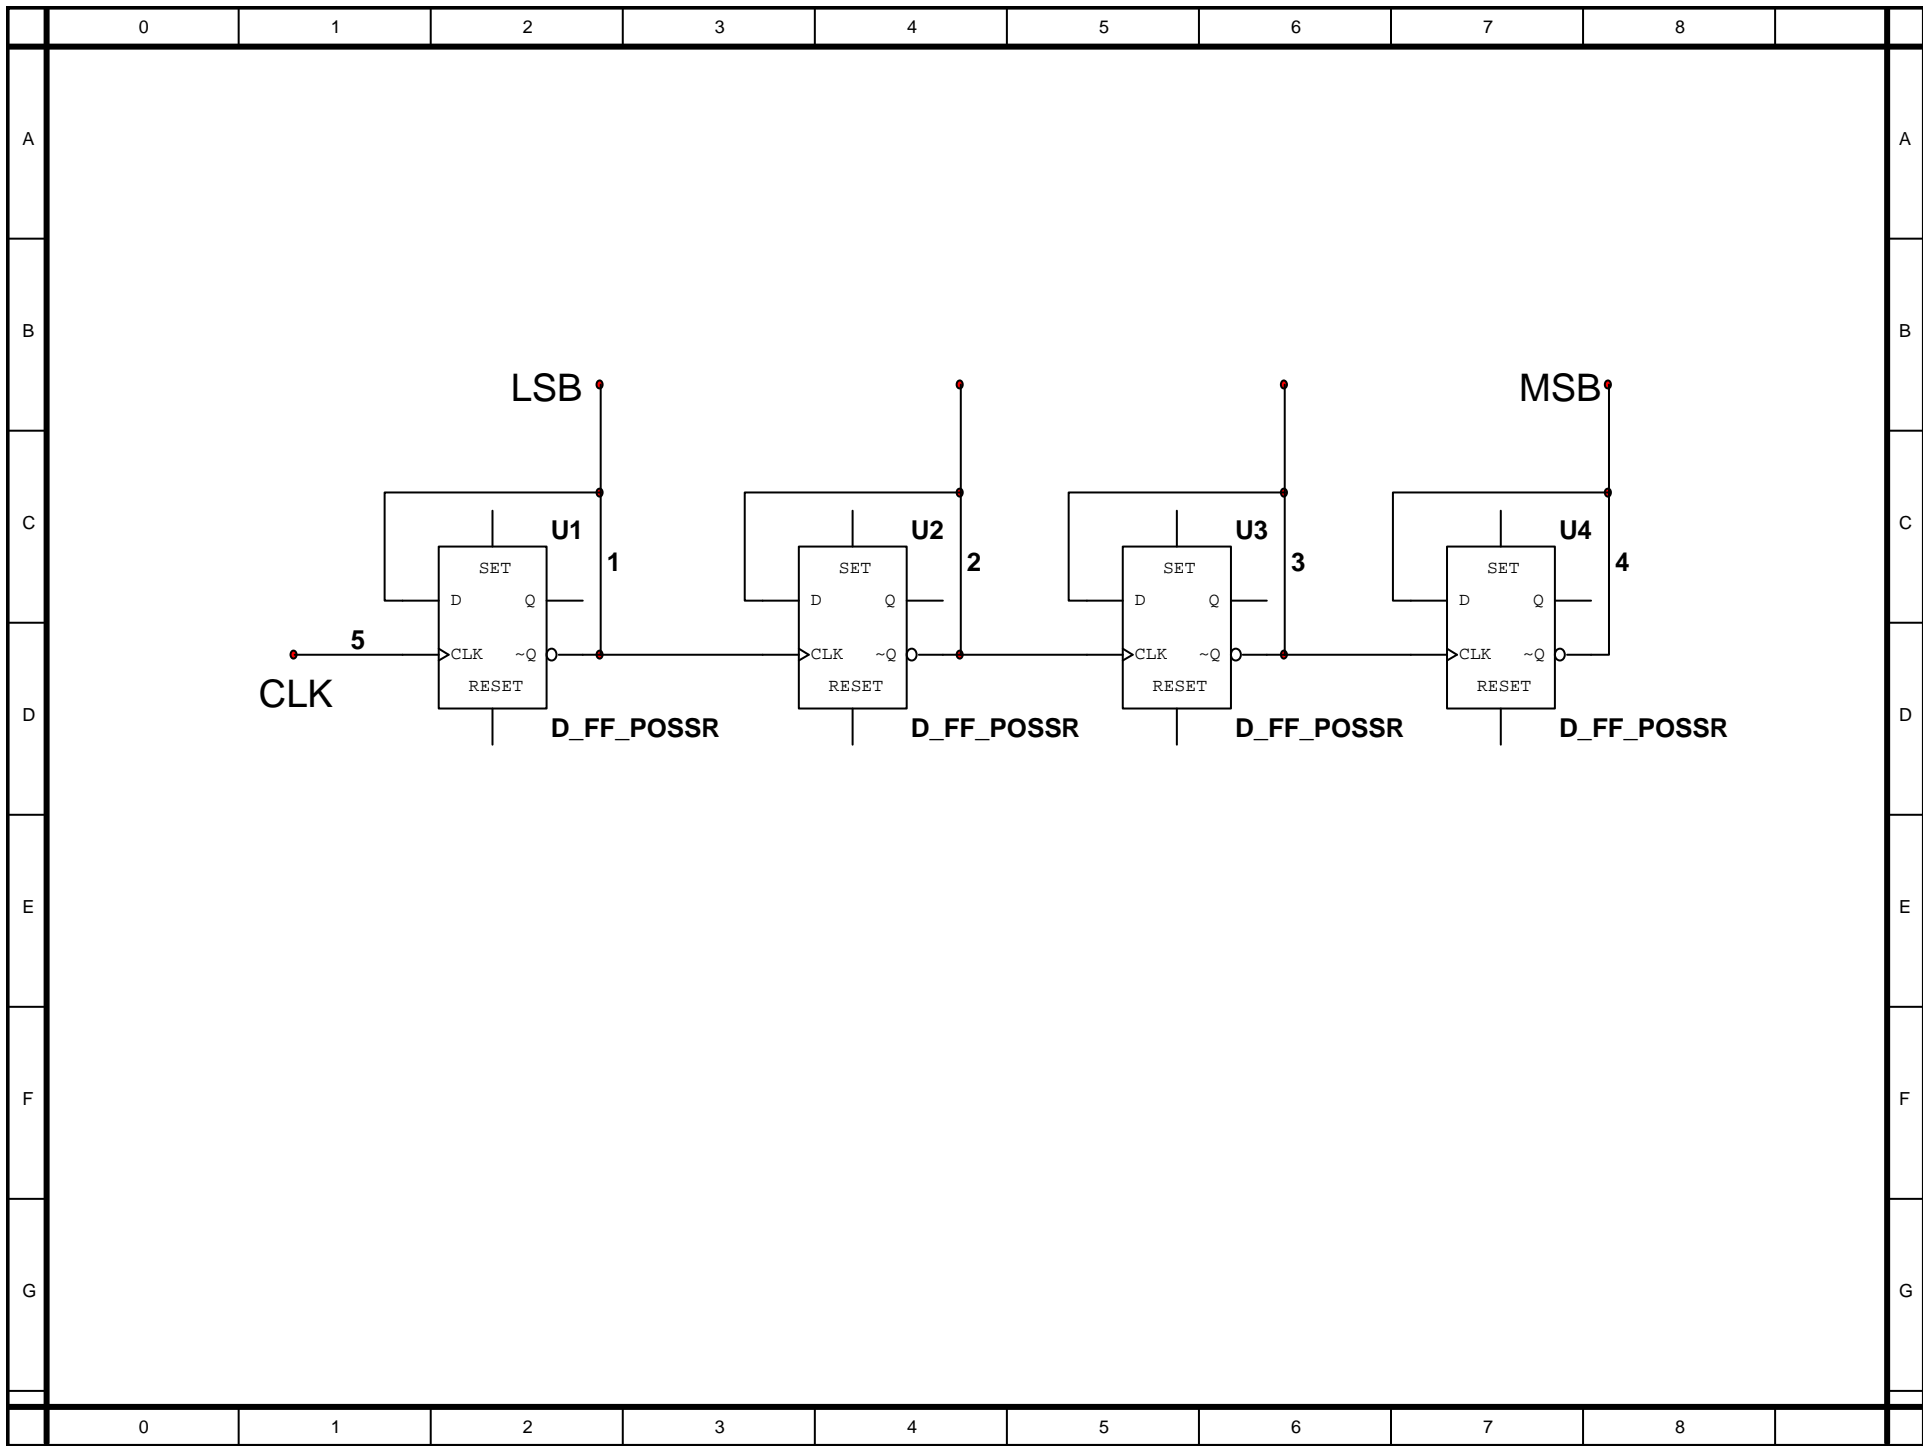 0 1 2 3 4 5 6 7 8
A A
B B
LSB MSB
C C
U1 U2 U3 U4
1 2 3 4
SET SET SET SET
D Q D Q D Q D Q
5
CLK ~Q CLK ~Q CLK ~Q CLK ~Q
RESET RESET RESET RESET
CLK
D D
D_FF_POSSR D_FF_POSSR D_FF_POSSR D_FF_POSSR
E E
F F
G G
0 1 2 3 4 5 6 7 8